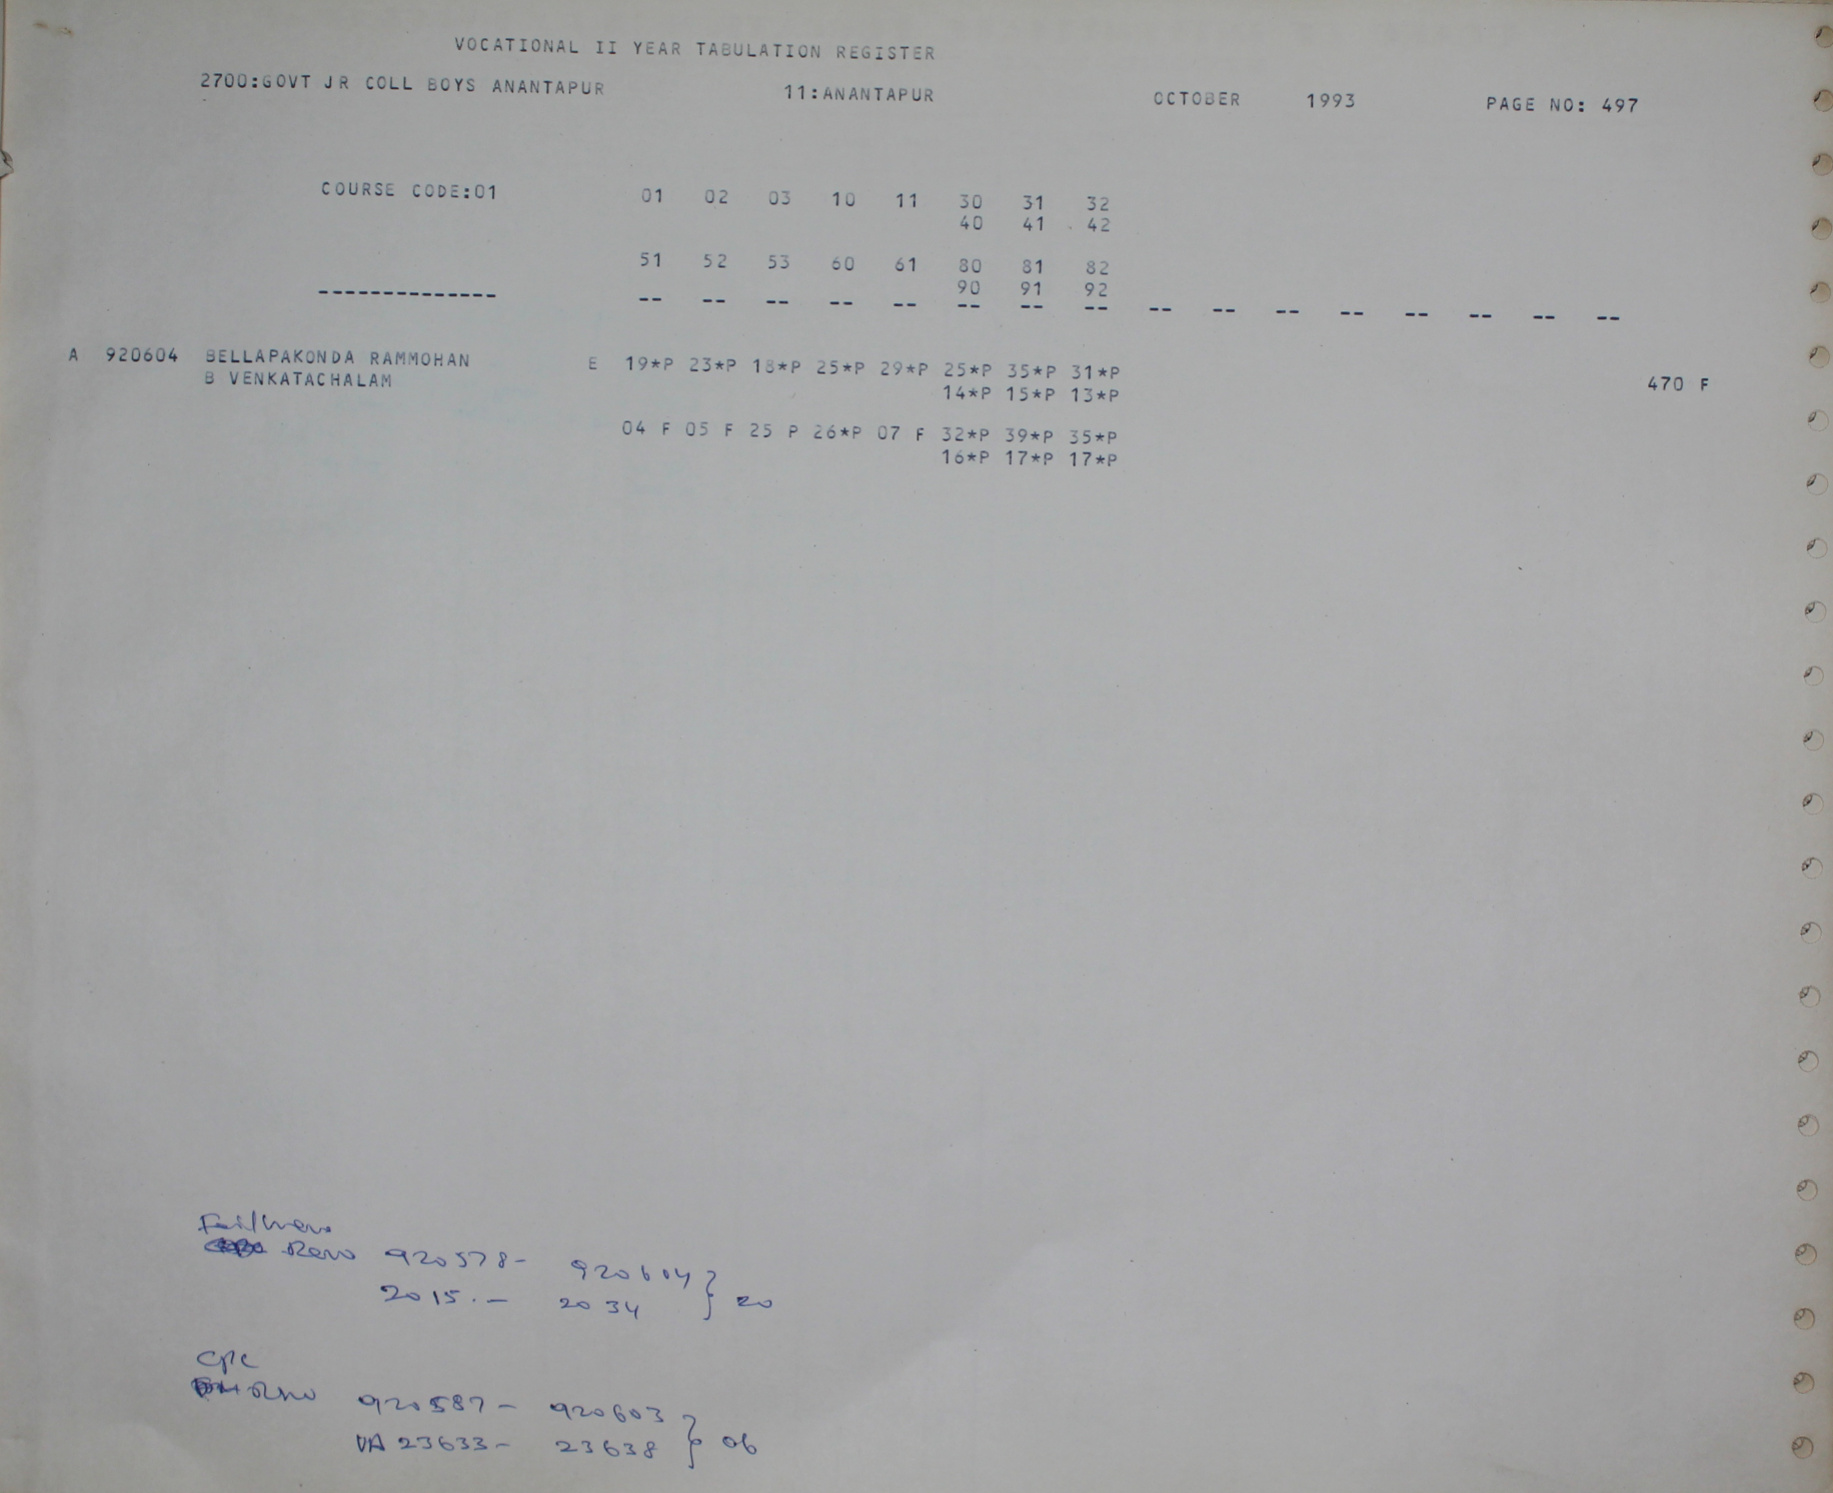 VOCATIONAL II YEAR TABULATION REGISTER
2700:GOVT JR COLL BOYS ANANTAPUR 11:ANANTAPUR OCTOBER 1993 PAGE NO: 497
COURSE CODE:01 01 02 03 10 11 30 31 32
40 41 42
51 52 53 60 61 80 81 82
90 91 92
-------------- -- -- -- -- -- -- -- -- -- -- -- -- -- -- -- --
A 920604 BELLAPAKONDA RAMMOHAN E 19*P 23*P 18*P 25*P 29*P 25*P 35*P 31*P
B VENKATACHALAM 14*P 15*P 13*P 470 F
04 F 05 F 25 P 26*P 07 F 32*P 39*P 35*P
16*P 17*P 17*P
Failures
920578- 920604
2015.- 2034 } 20
920587- 920603
VA 23633- 23638 } 06